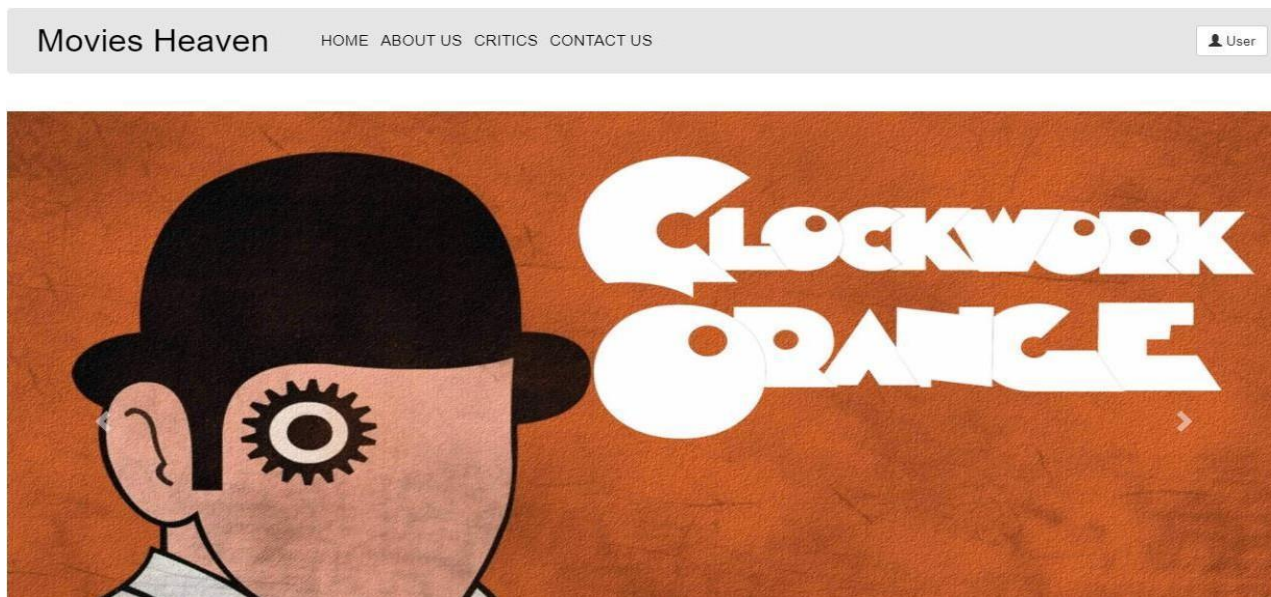 Movies Heaven HOME ABOUT US CRITICS CONTACT US User
CLOCKWORK
ORANGE